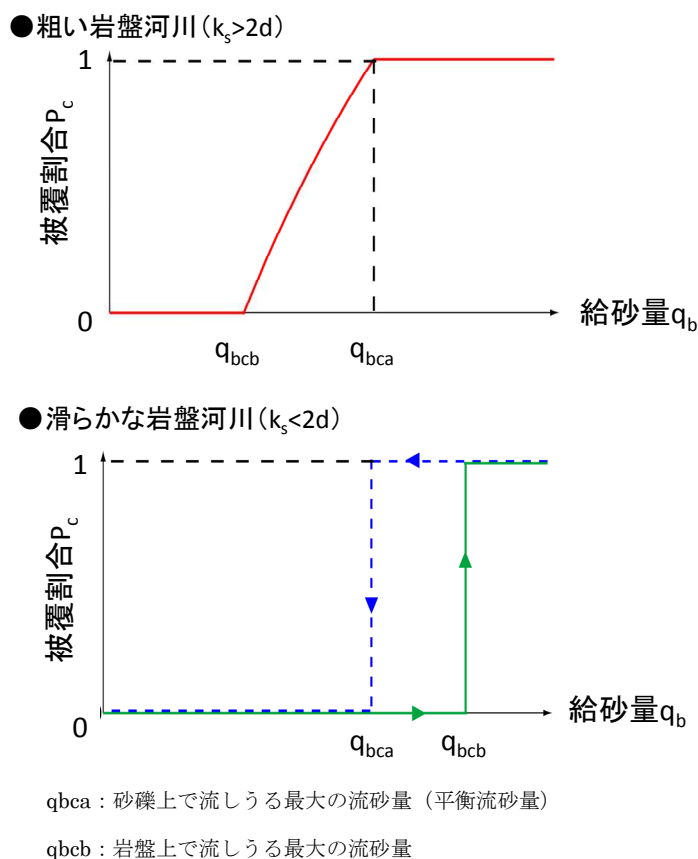 ●粗い岩盤河川(ks>2d)
1
被覆割合Pc
0
qbcb
qbca
給砂量qb
●滑らかな岩盤河川(ks<2d)
1
被覆割合Pc
0
qbca
qbcb
給砂量qb
qbca:砂礫上で流しうる最大の流砂量(平衡流砂量)
qbcb:岩盤上で流しうる最大の流砂量